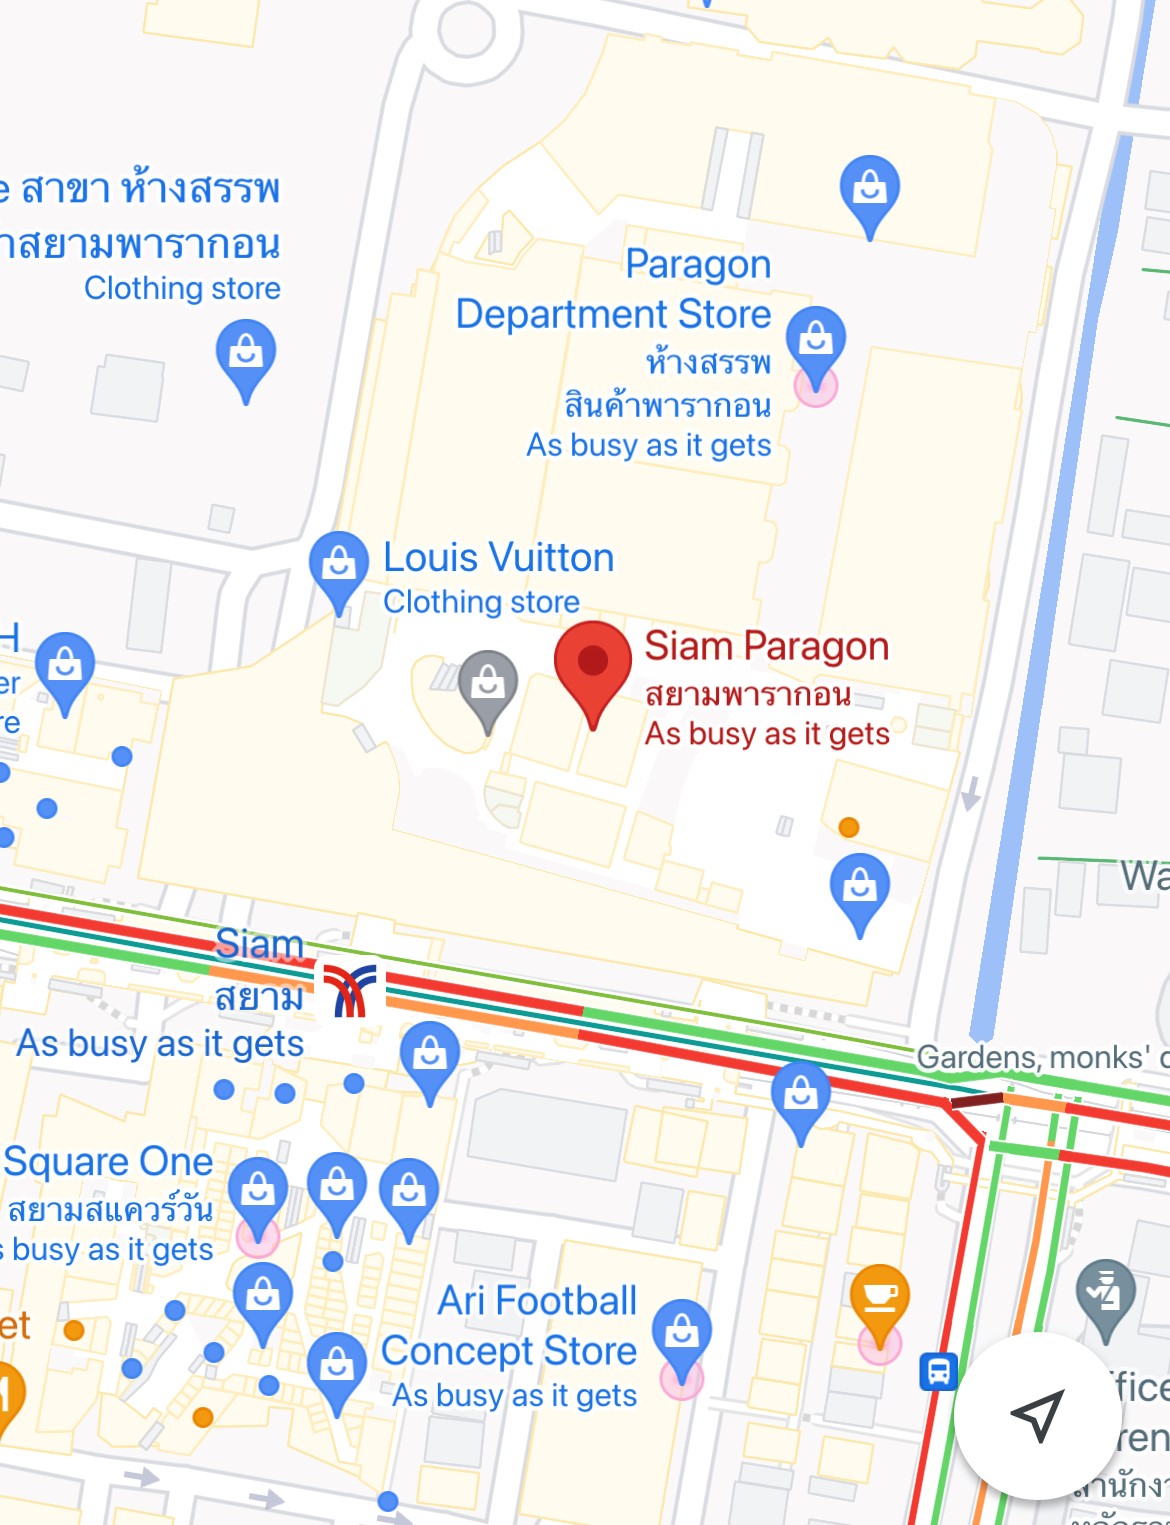 สาขา ห้างสรรพ
าสยามพารากอน
Clothing store
Paragon
Department Store
ห้างสรรพ
สินค้าพารากอน
As busy as it gets
Louis Vuitton
Clothing store
Siam Paragon
สยามพารากอน
As busy as it gets
H
er
re
Wa
Siam
สยาม
As busy as it gets
Gardens, monks'
Square One
สยามสแควร์วัน
s busy as it gets
Ari Football
Concept Store
As busy as it gets
et
ffice
ren